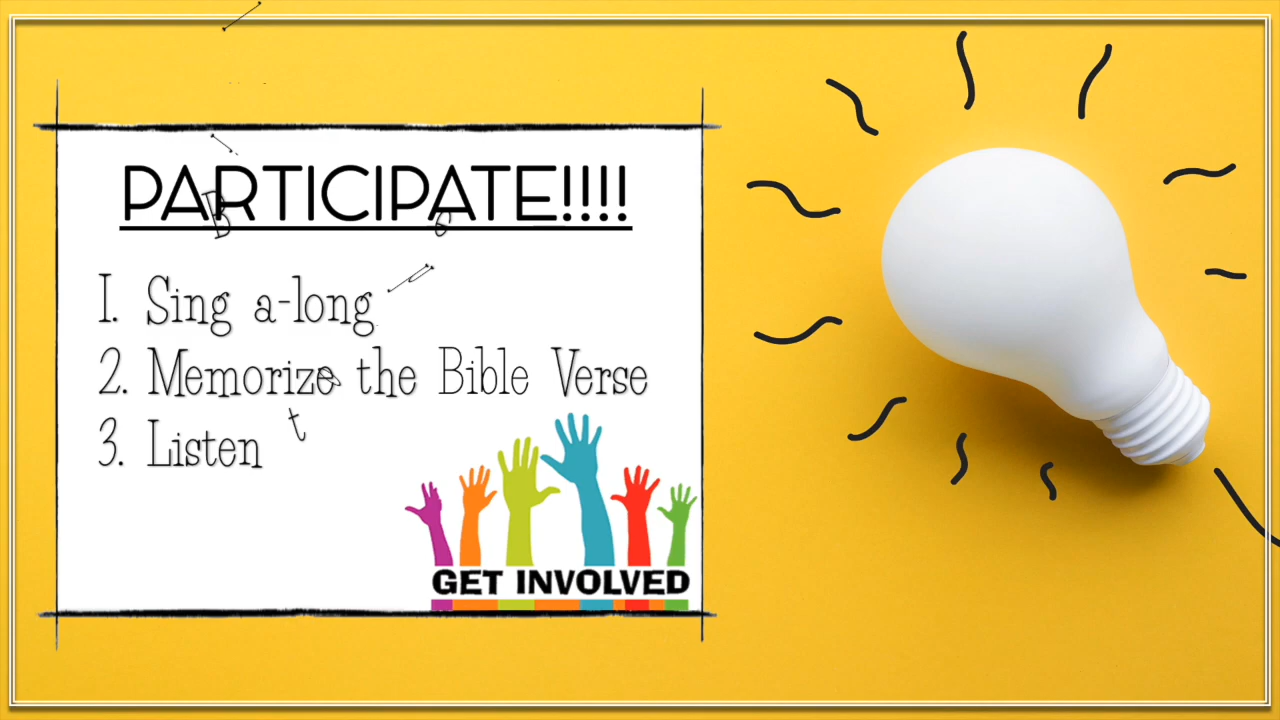 PARTICIPATE!!!!
1. Sing a-long
2. Memorize the Bible Verse
3. Listen
t
GET INVOLVED